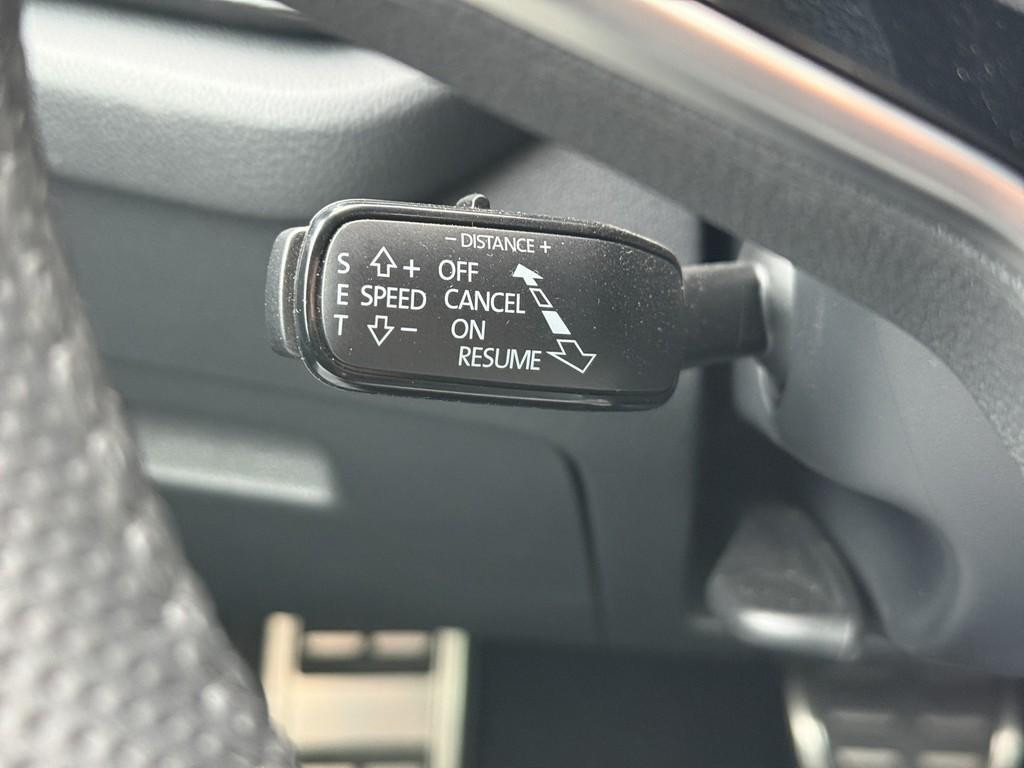 - DISTANCE +
S + OFF
E SPEED CANCEL
T - ON
RESUME